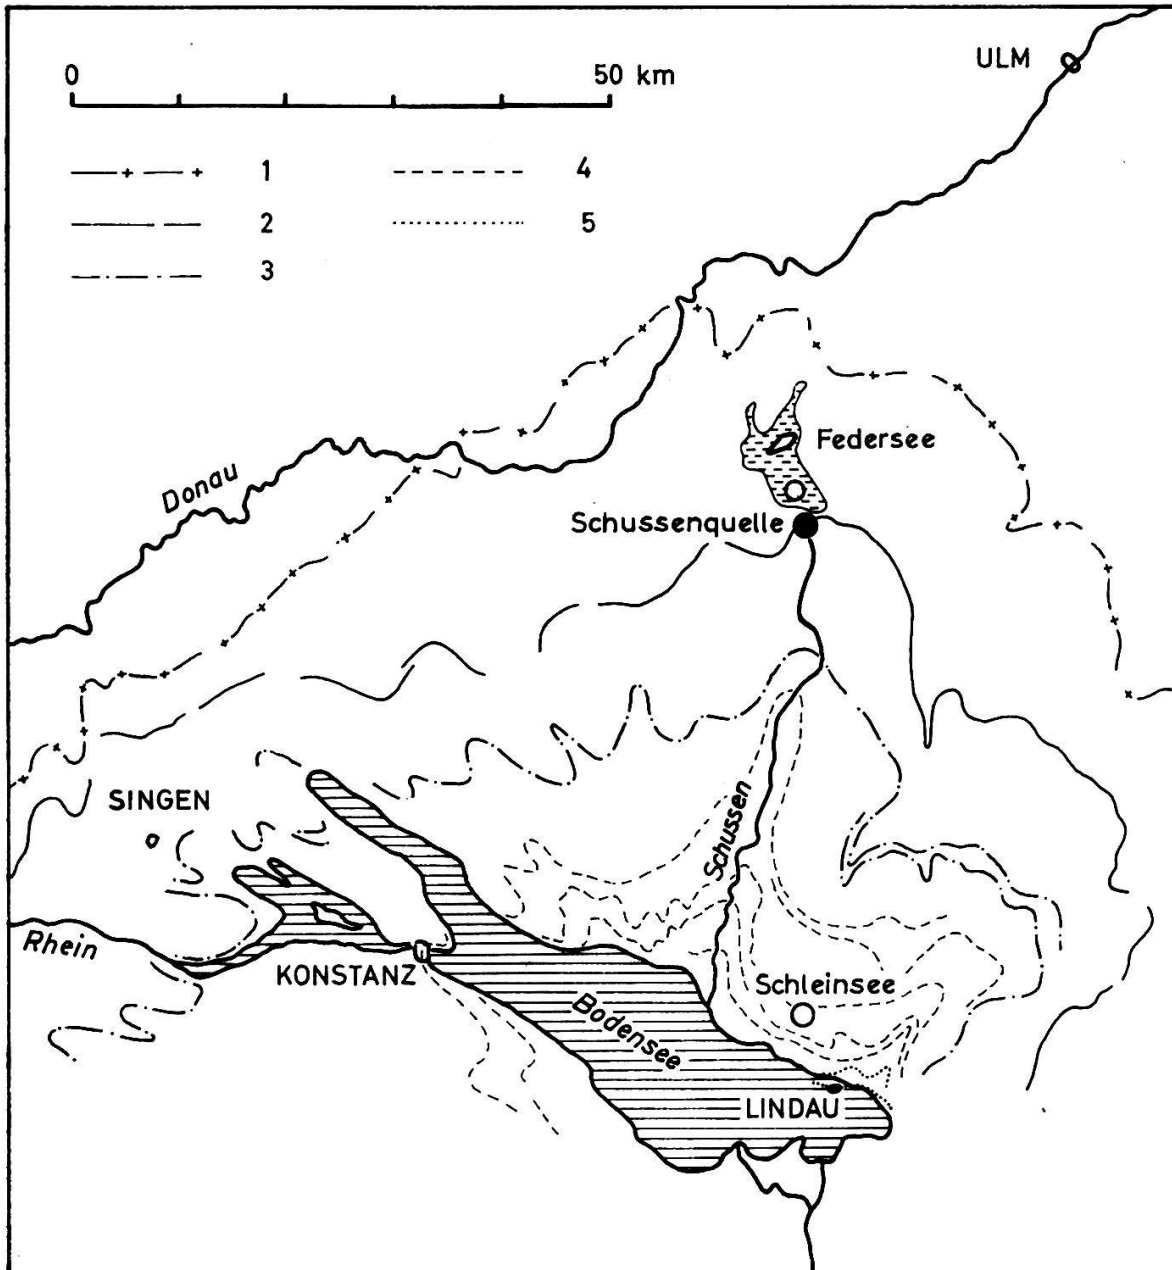 0 50 km
ULM
1 4
2 5
3
Donau
Federsee
Schussenquelle
SINGEN
Schussen
Rhein
KONSTANZ
Schleinsee
Bodensee
LINDAU